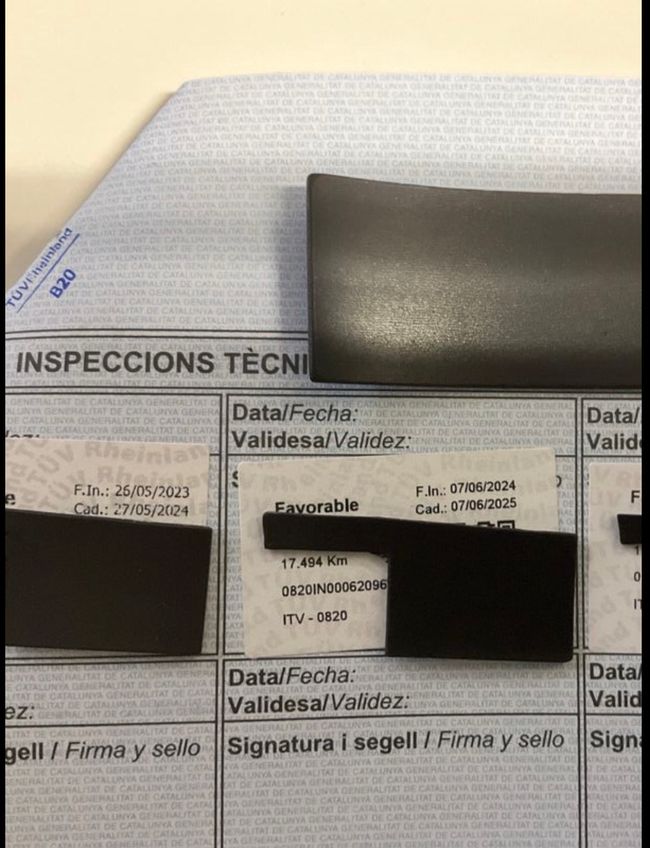 TÜVRheinland
B20
INSPECCIONS TÈCNI
Data/Fecha:
Validesa/Validez:
Data/
Valid
F.In.: 26/05/2023
Cad.: 27/05/2024
Favorable
F.In.: 07/06/2024
Cad.: 07/06/2025
17.494 Km
0820IN00062096
ITV - 0820
Data/Fecha:
Validesa/Validez:
Data/
Valid
ez:
gell / Firma y sello
Signatura i segell / Firma y sello
Signa